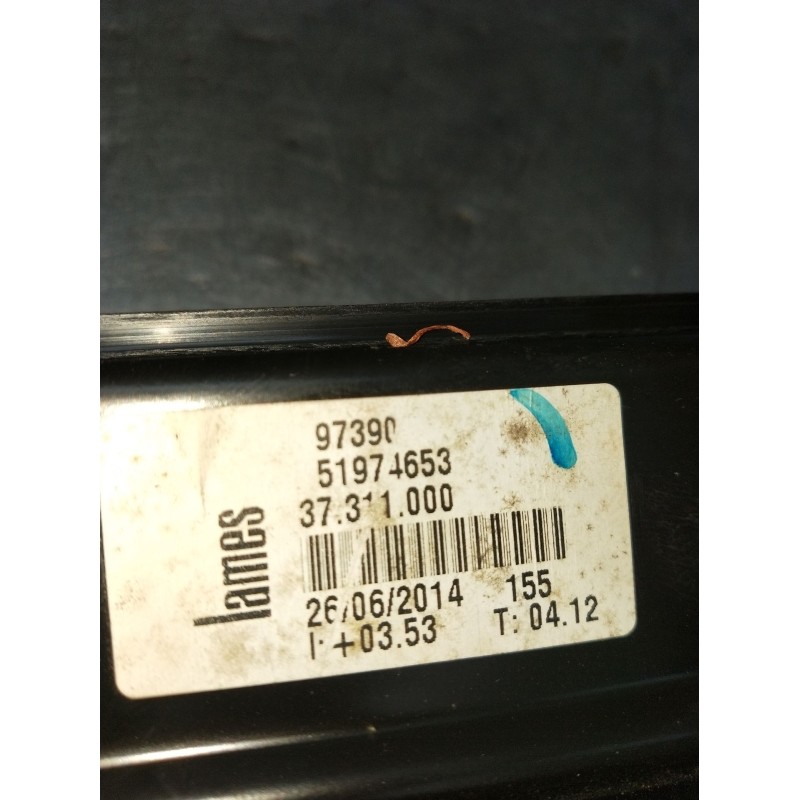 97390
51974653
37.311.000
lames
26/06/2014 155
I: +03.53 T: 04.12